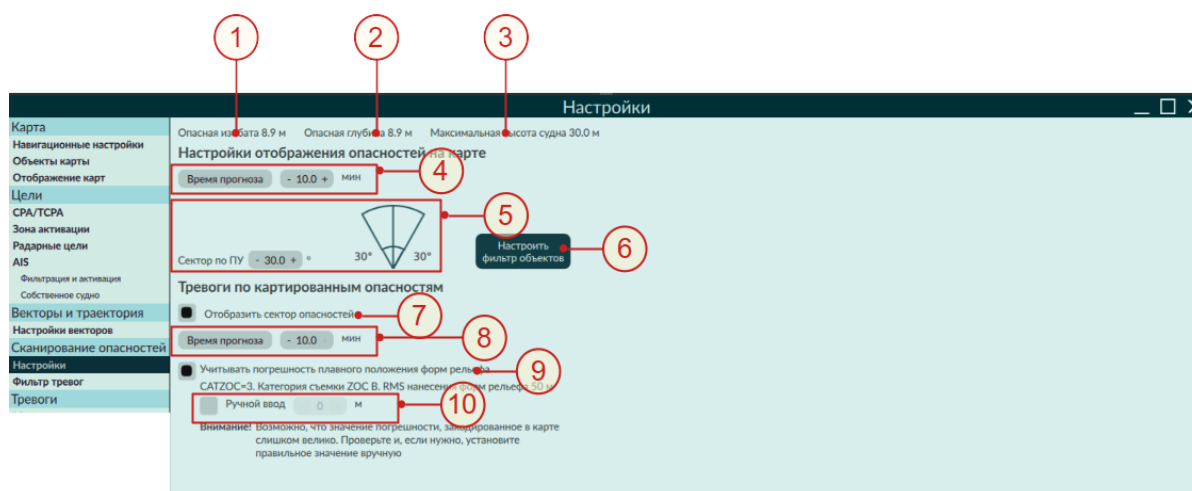 1 2 3
Настройки
Карта
Навигационные настройки
Объекты карты
Отображение карт
Цели
CPA/TCPA
Зона активации
Радарные цели
AIS
Фильтрация и активация
Собственное судно
Векторы и траектория
Настройки векторов
Сканирование опасностей
Настройки
Фильтр тревог
Тревоги
Опасная изобата 8.9 м Опасная глубина 8.9 м Максимальная высота судна 30.0 м
Настройки отображения опасностей на карте
Время прогноза - 10.0 + мин
4
5
Сектор по ПУ - 30.0 + ° 30° 30°
Настроить
фильтр объектов
6
Тревоги по картированным опасностям
Отобразить сектор опасностей
7
Время прогноза - 10.0 мин
8
Учитывать погрешность плавного положения форм рельефа
9
CATZOC=3. Категория съемки ZOC B. RMS нанесения форм рельефа 50 м
Ручной ввод 0 м
10
Внимание! Возможно, что значение погрешности, закодированное в карте
слишком велико. Проверьте и, если нужно, установите
правильное значение вручную